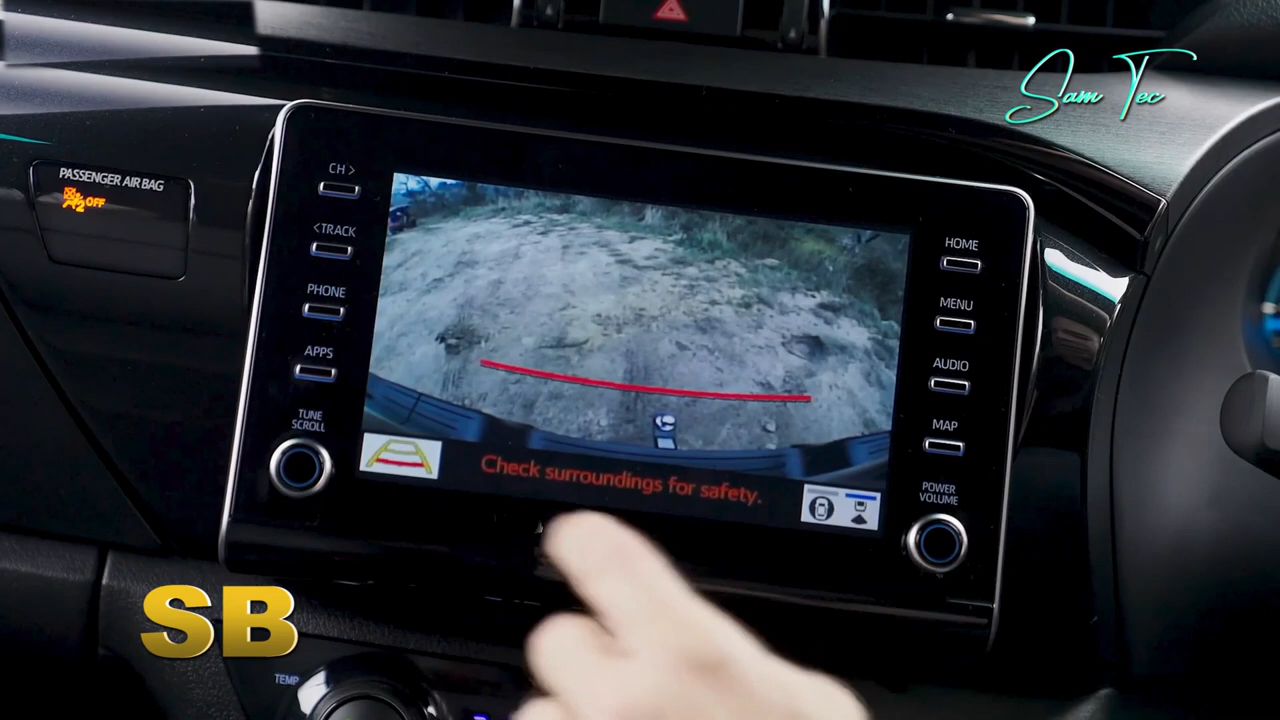 Sam Tec
PASSENGER AIR BAG
OFF
CH >
<TRACK
PHONE
APPS
TUNE
SCROLL
HOME
MENU
AUDIO
MAP
POWER
VOLUME
Check surroundings for safety.
SB
TEMP